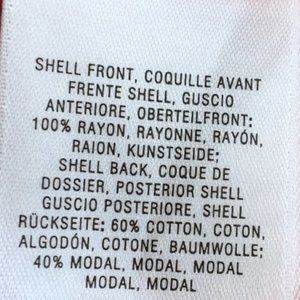 SHELL FRONT, COQUILLE AVANT
FRENTE SHELL, GUSCIO
ANTERIORE, OBERTEILFRONT:
100% RAYON, RAYONNE, RAYÓN,
RAION, KUNSTSEIDE;
SHELL BACK, COQUE DE
DOSSIER, POSTERIOR SHELL
GUSCIO POSTERIORE, SHELL
RÜCKSEITE: 60% COTTON, COTON,
ALGODÓN, COTONE, BAUMWOLLE;
40% MODAL, MODAL, MODAL
MODAL, MODAL